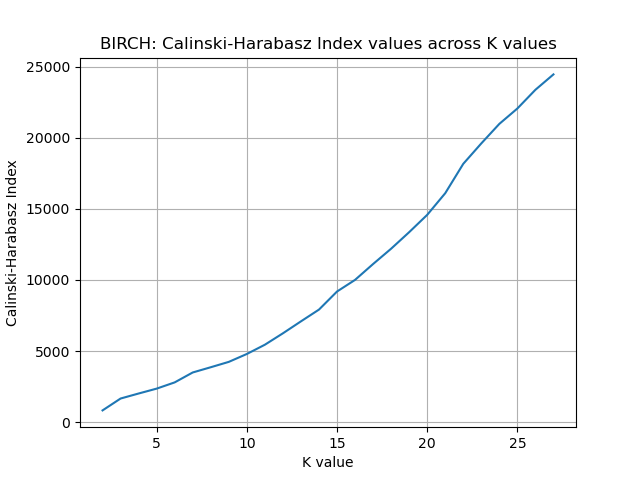 BIRCH: Calinski-Harabasz Index values across K values
25000
20000
15000
10000
5000
0
Calinski-Harabasz Index
5 10 15 20 25
K value